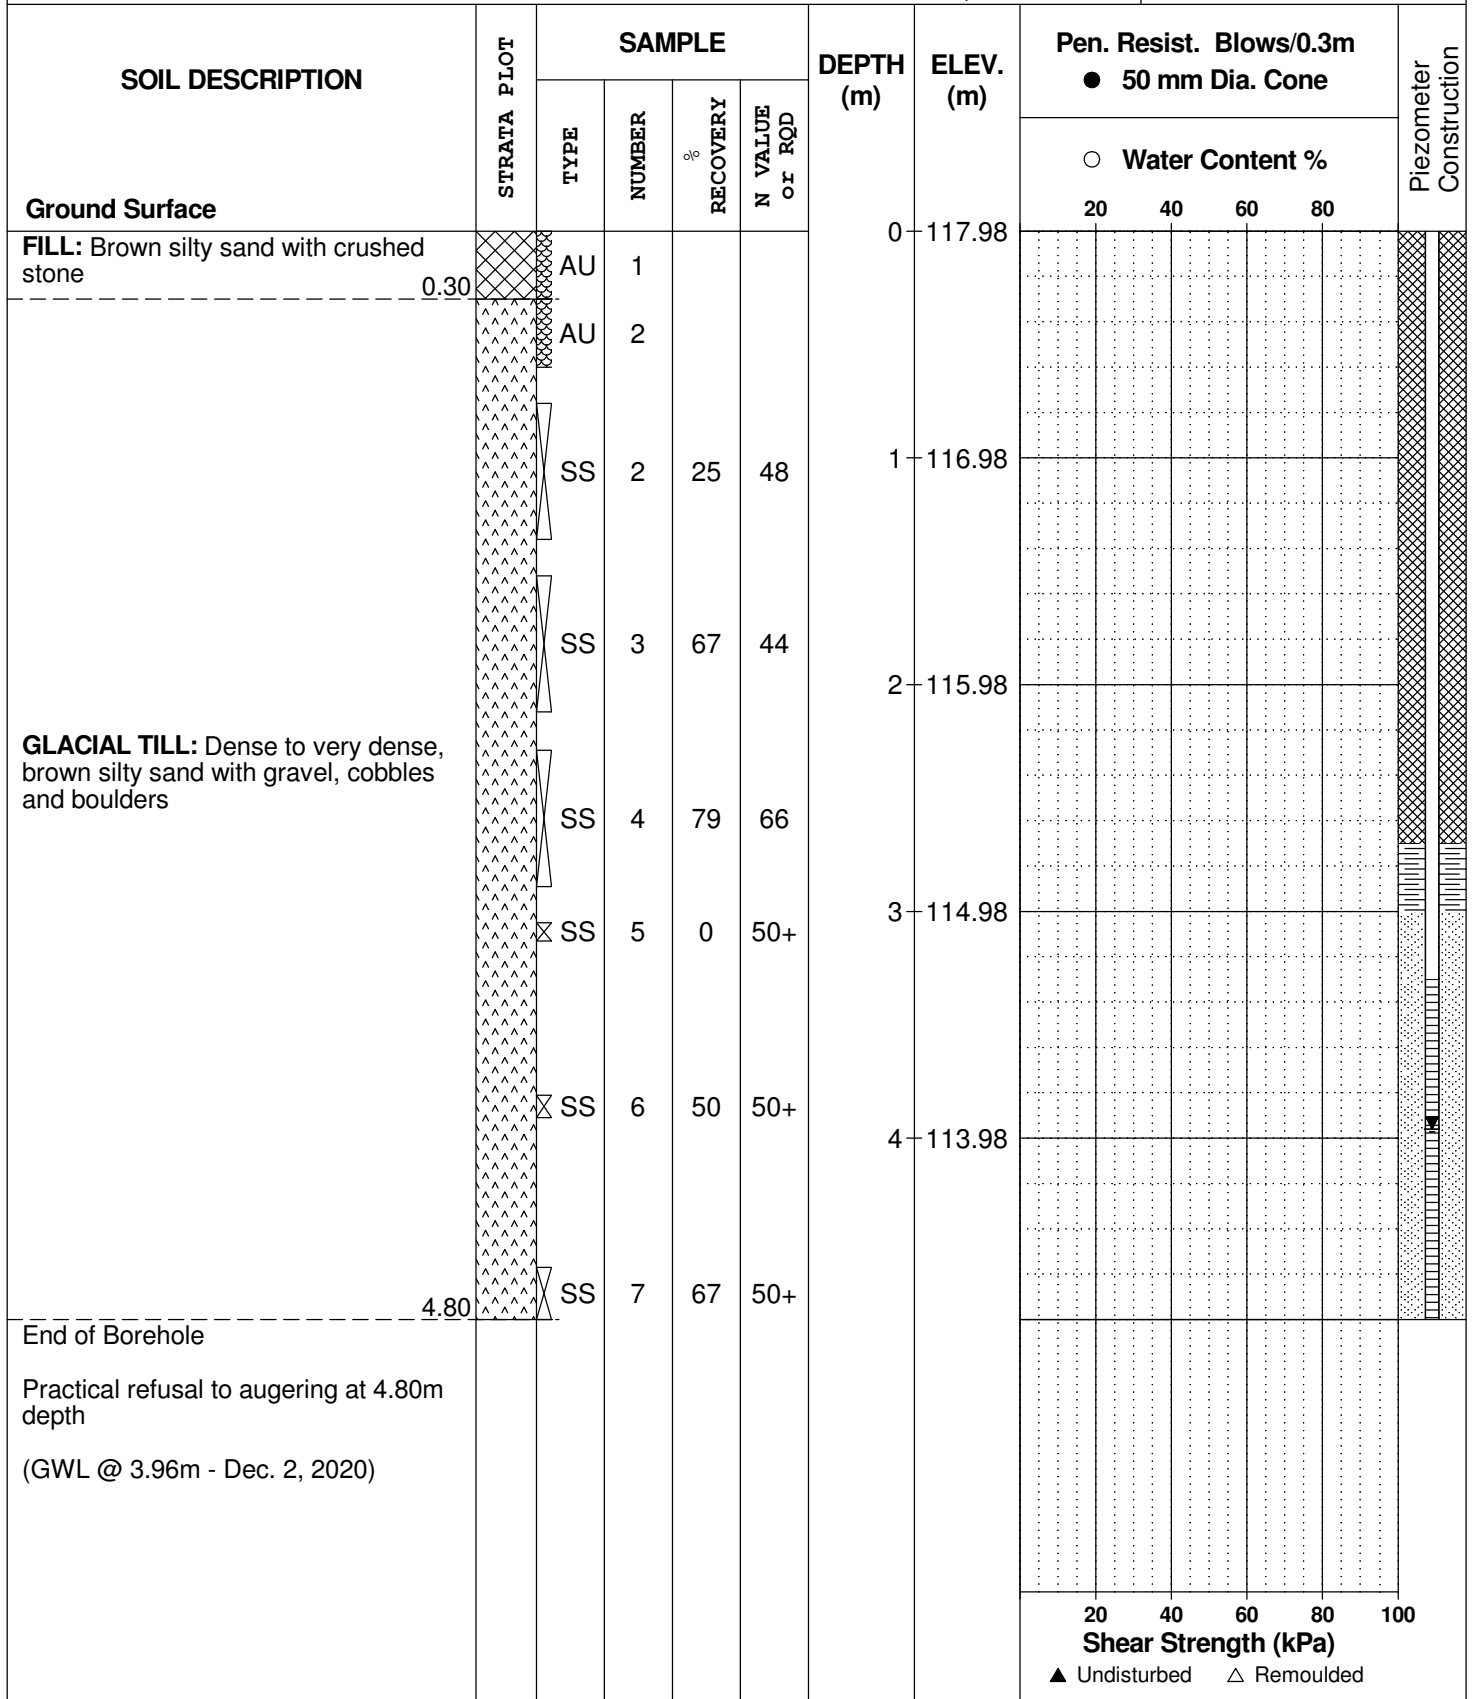 SOIL DESCRIPTION
Ground Surface
STRATA PLOT
SAMPLE
TYPE
NUMBER
%
RECOVERY
N VALUE
or RQD
DEPTH
(m)
ELEV.
(m)
Pen. Resist. Blows/0.3m
● 50 mm Dia. Cone
○ Water Content %
20 40 60 80
Piezometer
Construction
FILL: Brown silty sand with crushed
stone
0.30
AU 1
AU 2
SS 2 25 48
SS 3 67 44
GLACIAL TILL: Dense to very dense,
brown silty sand with gravel, cobbles
and boulders
SS 4 79 66
SS 5 0 50+
SS 6 50 50+
SS 7 67 50+
4.80
0 117.98
1 116.98
2 115.98
3 114.98
4 113.98
End of Borehole
Practical refusal to augering at 4.80m
depth
(GWL @ 3.96m - Dec. 2, 2020)
20 40 60 80 100
Shear Strength (kPa)
▲ Undisturbed △ Remoulded